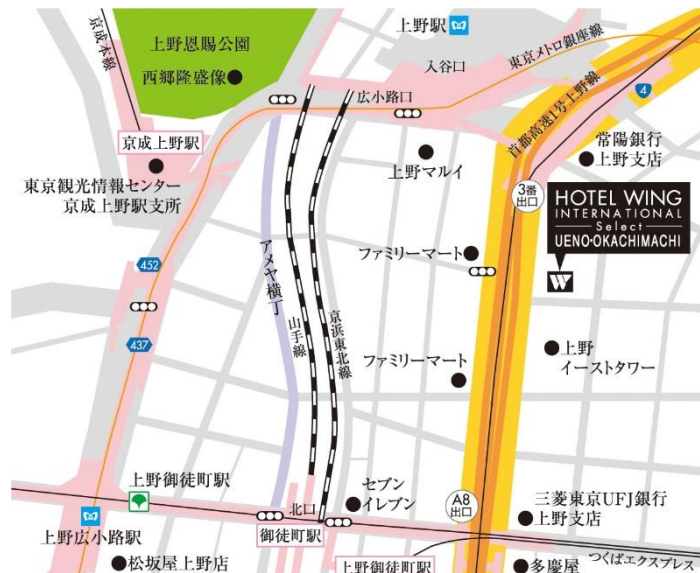 上野駅
京成本線
上野恩賜公園
西郷隆盛像
入谷口
東京メトロ銀座線
広小路口
首都高速1号上野線
4
常陽銀行
上野支店
京成上野駅
東京観光情報センター
京成上野駅支所
上野マルイ
3番
出口
HOTEL WING
INTERNATIONAL
Select
UENO・OKACHIMACHI
W
ファミリーマート
アメヤ横丁
452
437
山手線
京浜東北線
上野
イーストタワー
ファミリーマート
上野御徒町駅
セブン
イレブン
北口
A8
出口
三菱東京UFJ銀行
上野支店
上野広小路駅
御徒町駅
つくばエクスプレス
松坂屋上野店
上野御徒町駅
多慶屋